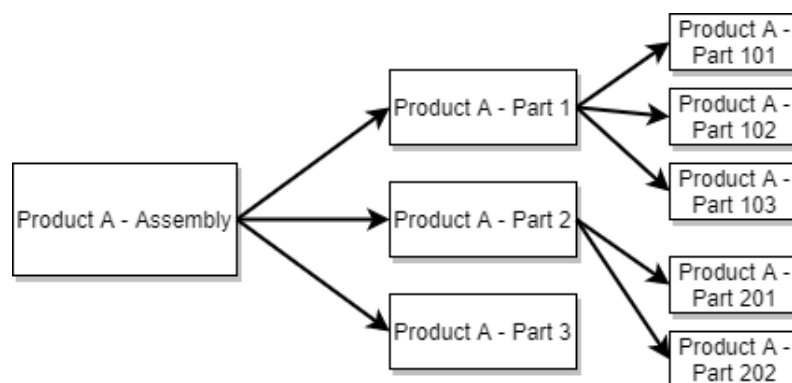 Product A - Assembly
Product A - Part 1
Product A - Part 2
Product A - Part 3
Product A -
Part 101
Product A -
Part 102
Product A -
Part 103
Product A -
Part 201
Product A -
Part 202